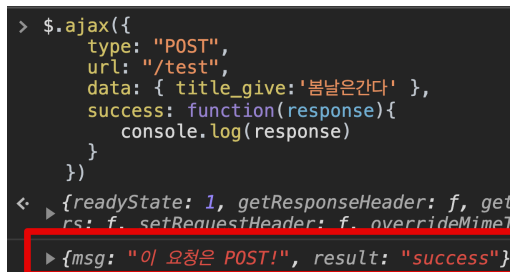 > $.ajax({
type: "POST",
url: "/test",
data: { title_give:'봄날은간다' },
success: function(response){
console.log(response)
}
})
{readyState: 1, getResponseHeader: ƒ, get
rs: ƒ, setRequestHeader: ƒ, overrideMimeT
{msg: "이 요청은 POST!", result: "success"}